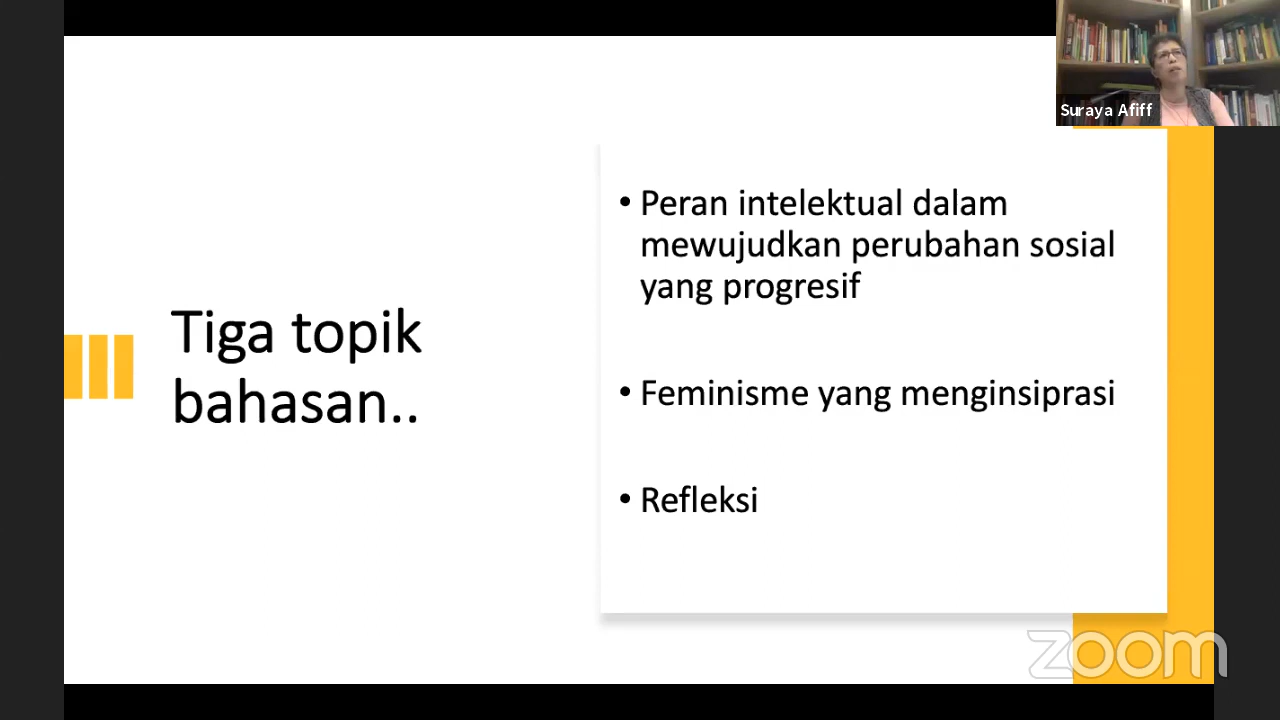 Suraya Afiff
Tiga topik
bahasan..
• Peran intelektual dalam
mewujudkan perubahan sosial
yang progresif
• Feminisme yang menginsiprasi
• Refleksi
zoom